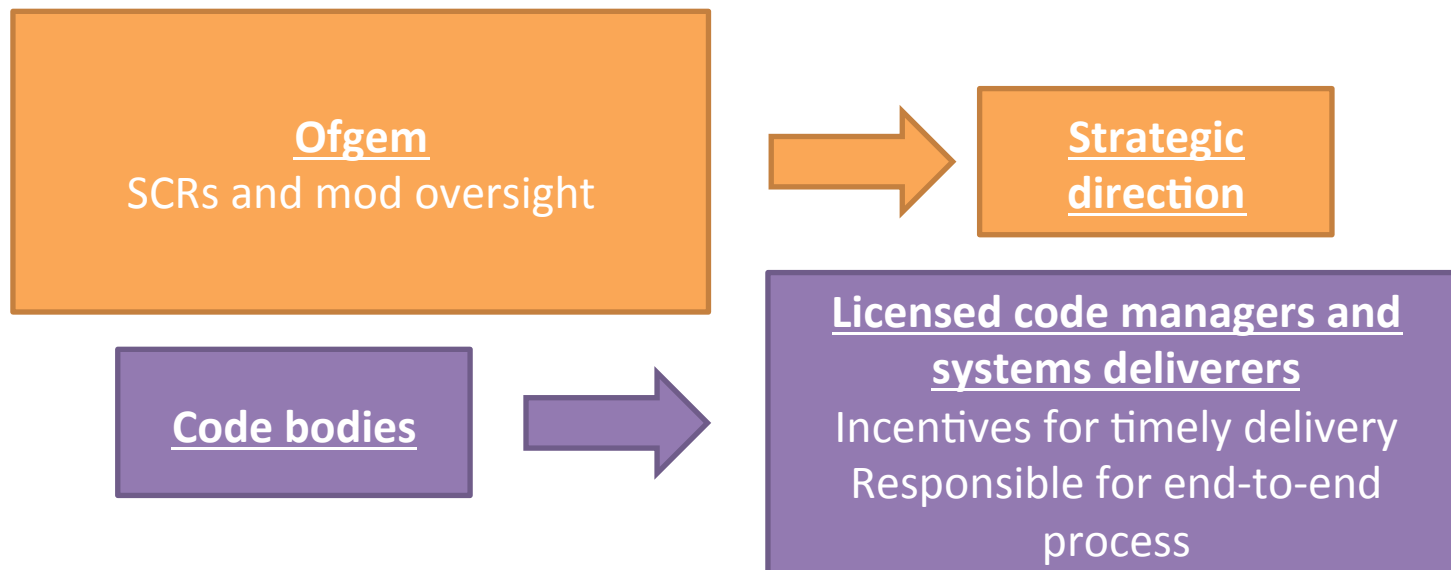 Ofgem
SCRs and mod oversight
Strategic
direction
Code bodies
Licensed code managers and
systems deliverers
Incentives for timely delivery
Responsible for end-to-end
process